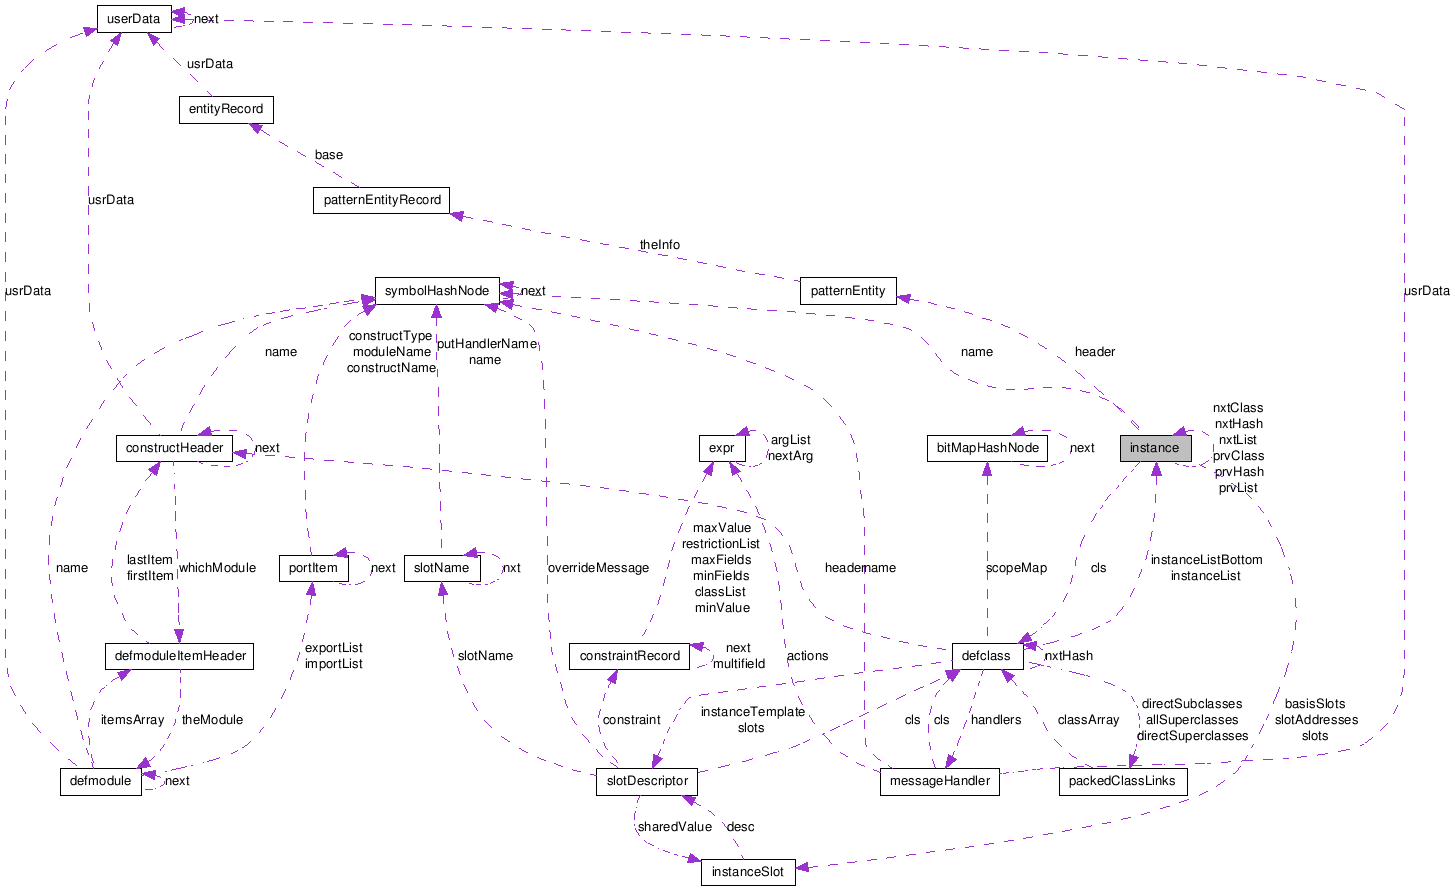 userData
next
usrData
entityRecord
base
patternEntityRecord
usrData
theInfo
usrData
symbolHashNode
next
patternEntity
usrData
name
constructType
moduleName
constructName
putHandlerName
name
name
header
constructHeader
next
expr
argList
nextArg
bitMapHashNode
next
instance
nxtClass
nxtHash
nxtList
prvClass
prvHash
prvList
name
lastItem
firstItem
whichModule
portItem
next
slotName
nxt
overrideMessage
maxValue
restrictionList
maxFields
minFields
classList
minValue
header
name
scopeMap
cls
instanceListBottom
instanceList
defmoduleItemHeader
exportList
importList
slotName
constraintRecord
next
multifield
actions
defclass
nxtHash
itemsArray
theModule
constraint
instanceTemplate
slots
cls
cls
handlers
classArray
directSubclasses
allSuperclasses
directSuperclasses
basisSlots
slotAddresses
slots
defmodule
next
slotDescriptor
messageHandler
packedClassLinks
sharedValue
desc
instanceSlot